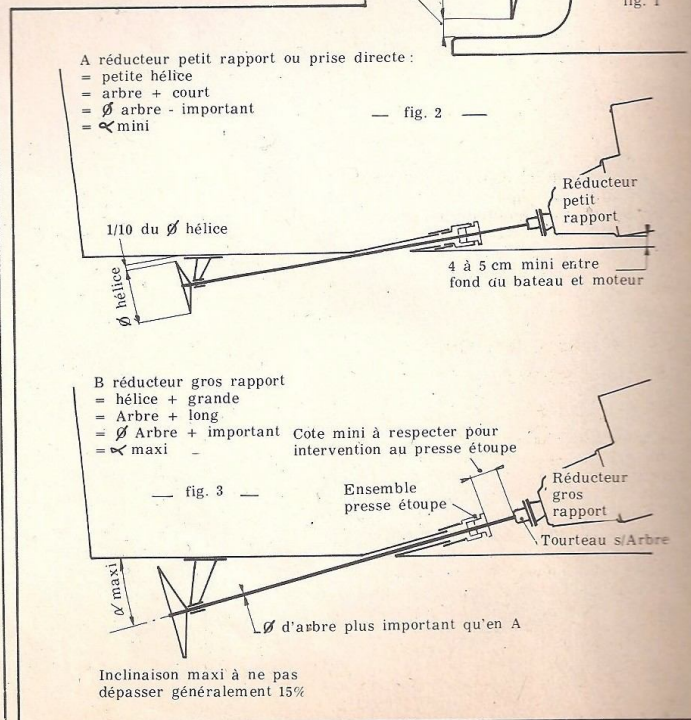 fig. 1
A réducteur petit rapport ou prise directe :
= petite hélice
= arbre + court
= Ø arbre - important
= ∝ mini
— fig. 2 —
Réducteur
petit
rapport
1/10 du Ø hélice
Ø hélice
4 à 5 cm mini entre
fond du bateau et moteur
B réducteur gros rapport
= hélice + grande
= Arbre + long
= Ø Arbre + important
= ∝ maxi
Cote mini à respecter pour
intervention au presse étoupe
— fig. 3 —
Ensemble
presse étoupe
Réducteur
gros
rapport
Tourteau s/Arbre
∝ maxi
Ø d'arbre plus important qu'en A
Inclinaison maxi à ne pas
dépasser généralement 15%